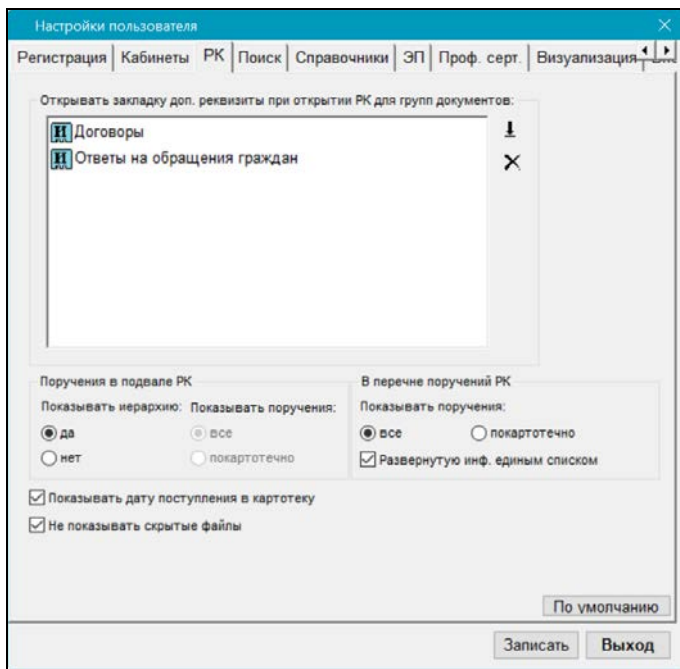 Настройки пользователя
Регистрация Кабинеты РК Поиск Справочники ЭП Проф. серт. Визуализация
Открывать закладку доп. реквизиты при открытии РК для групп документов:
Договоры
Ответы на обращения граждан
Поручения в подвале РК В перечне поручений РК
Показывать иерархию: Показывать поручения: Показывать поручения:
да все все покартотечно
нет покартотечно Развернутую инф. единым списком
Показывать дату поступления в картотеку
Не показывать скрытые файлы
По умолчанию
Записать Выход